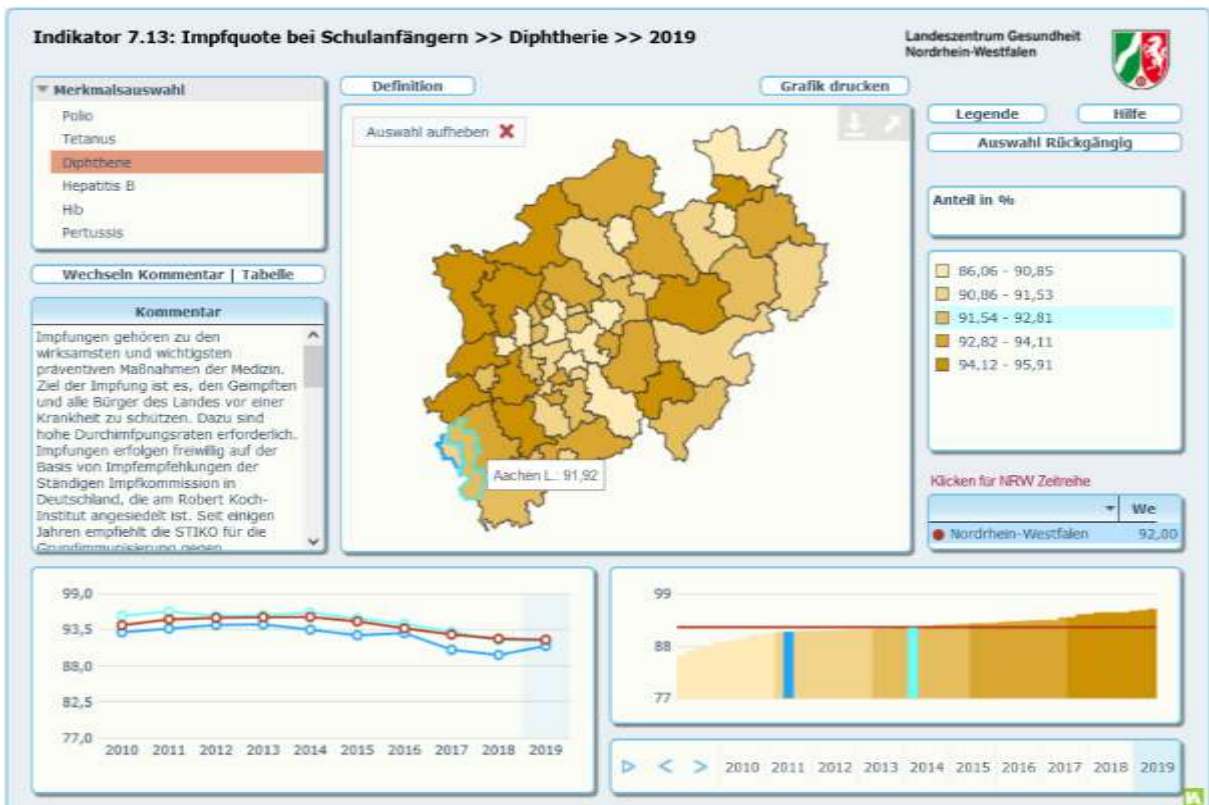 Indikator 7.13: Impfquote bei Schulanfängern >> Diphtherie >> 2019
Landeszentrum Gesundheit
Nordrhein-Westfalen
Merkmalsauswahl
Polio
Tetanus
Diphtherie
Hepatitis B
Hib
Pertussis
Wechseln Kommentar | Tabelle
Kommentar
Impfungen gehören zu den
wirksamsten und wichtigsten
präventiven Maßnahmen der Medizin.
Ziel der Impfung ist es, den Geimpften
und alle Bürger des Landes vor einer
Krankheit zu schützen. Dazu sind
hohe Durchimfpungsraten erforderlich.
Impfungen erfolgen freiwillig auf der
Basis von Impfempfehlungen der
Ständigen Impfkommission in
Deutschland, die am Robert Koch-
Institut angesiedelt ist. Seit einigen
Jahren empfiehlt die STIKO für die
Grundimmunisierung gegen
Definition
Grafik drucken
Auswahl aufheben
Aachen L.: 91,92
Legende
Hilfe
Auswahl Rückgängig
Anteil in %
86,06 - 90,85
90,86 - 91,53
91,54 - 92,81
92,82 - 94,11
94,12 - 95,91
Klicken für NRW Zeitreihe
We
Nordrhein-Westfalen 92,00
99,0
93,5
88,0
82,5
77,0
2010 2011 2012 2013 2014 2015 2016 2017 2018 2019
99
88
77
2010 2011 2012 2013 2014 2015 2016 2017 2018 2019